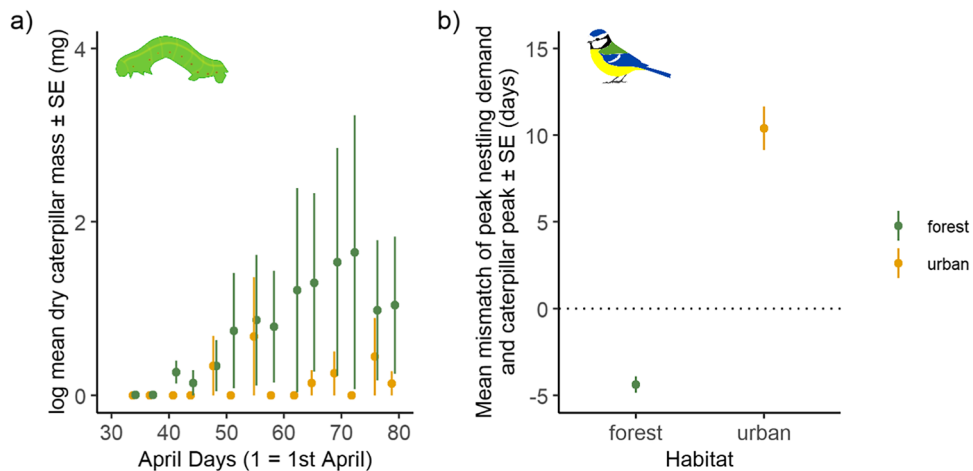 a)
log mean dry caterpillar mass ± SE (mg)
4
2
0
30 40 50 60 70 80
April Days (1 = 1st April)
b)
Mean mismatch of peak nestling demand
and caterpillar peak ± SE (days)
15
10
5
0
-5
forest urban
Habitat
forest
urban